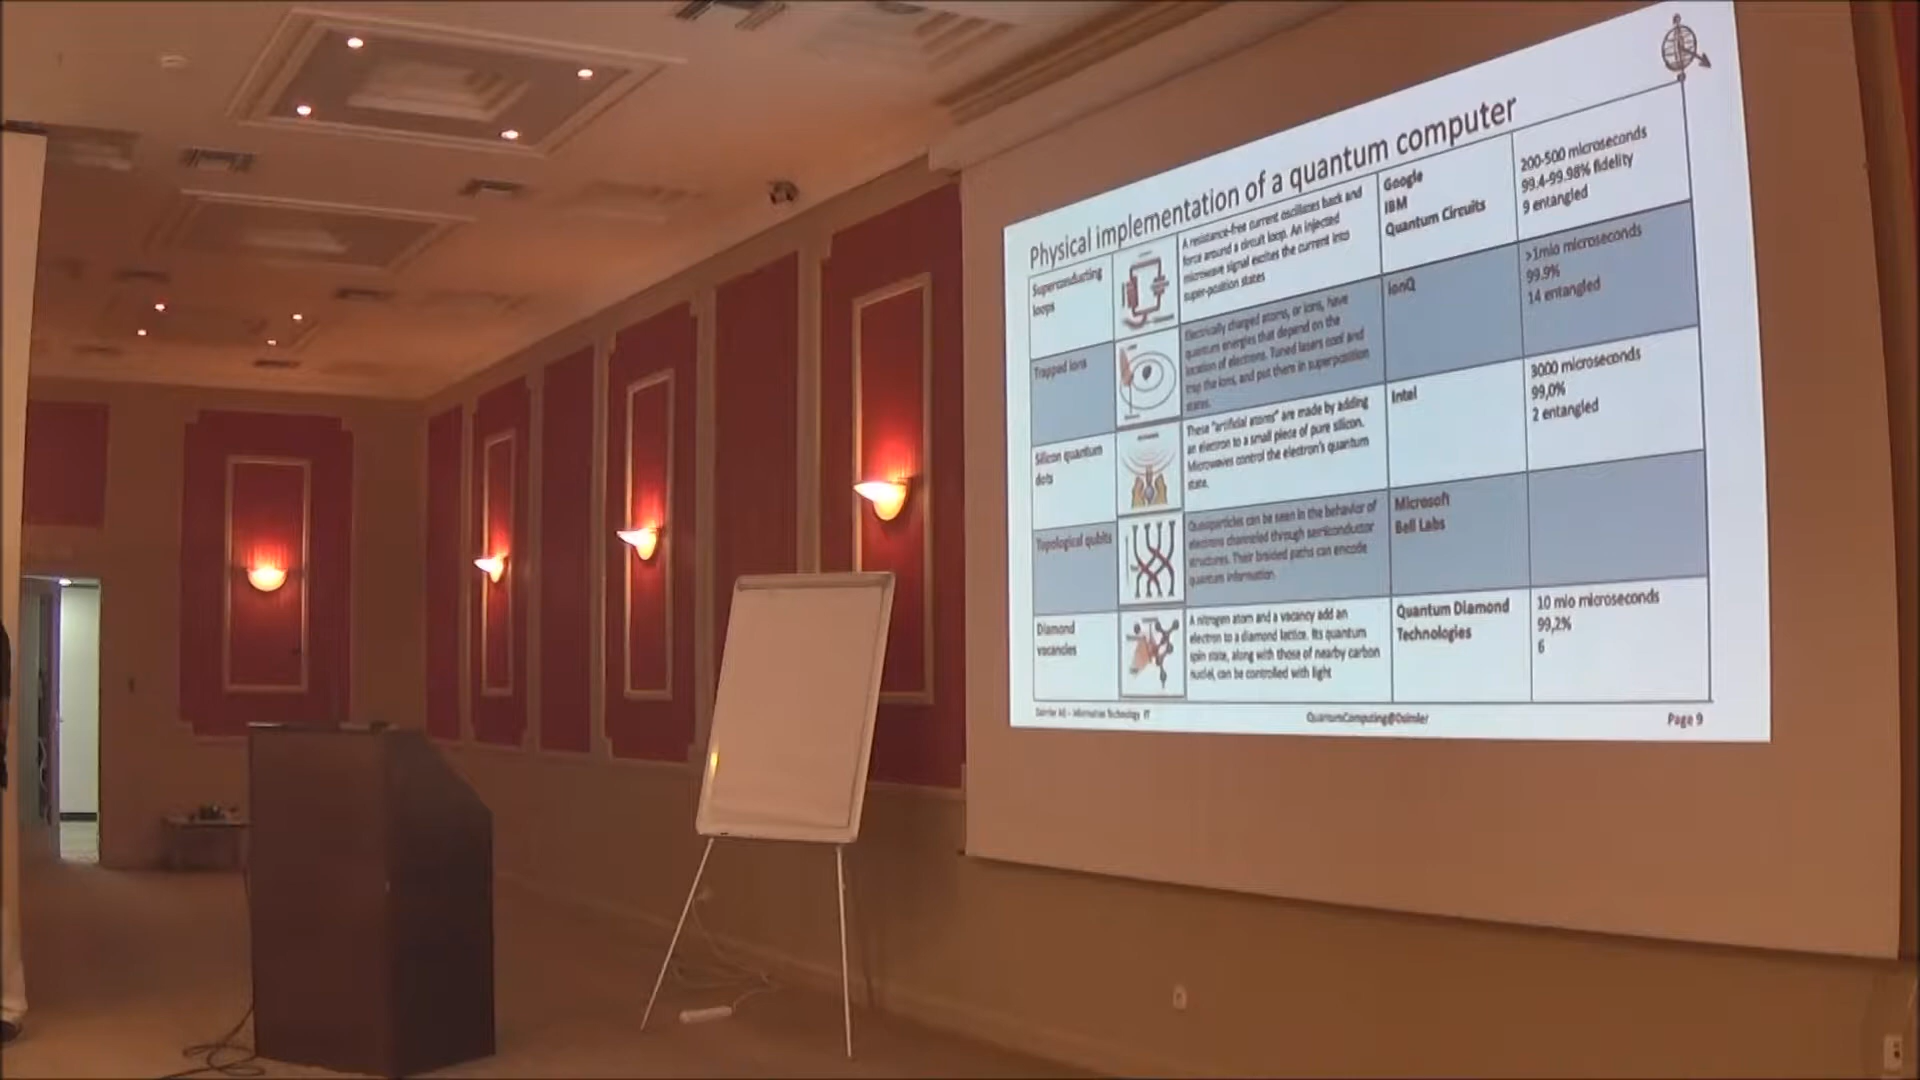 Physical implementation of a quantum computer
Superconducting
loops
A resistance-free current oscillates back and
force around a circuit loop. An injected
microwave signal excites the current into
super-position states
Google
IBM
Quantum Circuits
200-500 microseconds
99.4-99.98% fidelity
9 entangled
Trapped ions
Electrically charged atoms, or ions, have
quantum energies that depend on the
location of electrons. Tuned lasers cool and
trap the ions, and put them in superposition
states.
IonQ
>1mio microseconds
99.9%
14 entangled
Silicon quantum
dots
These "artificial atoms" are made by adding
an electron to a small piece of pure silicon.
Microwaves control the electron's quantum
state.
Intel
3000 microseconds
99,0%
2 entangled
Topological qubits
Quasiparticles can be seen in the behavior of
electrons channeled through semiconductor
structures. Their braided paths can encode
quantum information
Microsoft
Bell Labs
Diamond
vacancies
A nitrogen atom and a vacancy add an
electron to a diamond lattice. Its quantum
spin state, along with those of nearby carbon
nuclei, can be controlled with light
Quantum Diamond
Technologies
10 mio microseconds
99,2%
6
Daimler AG - Information Technology IT
QuantumComputing@Daimler
Page 9